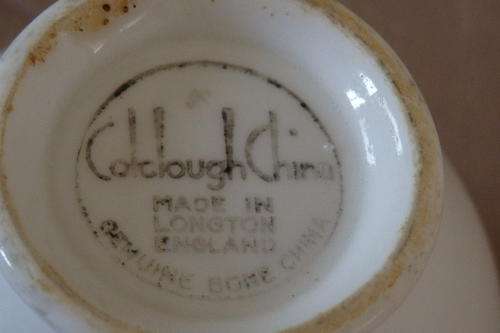 Colclough China
MADE IN
LONGTON
ENGLAND
GENUINE BONE CHINA